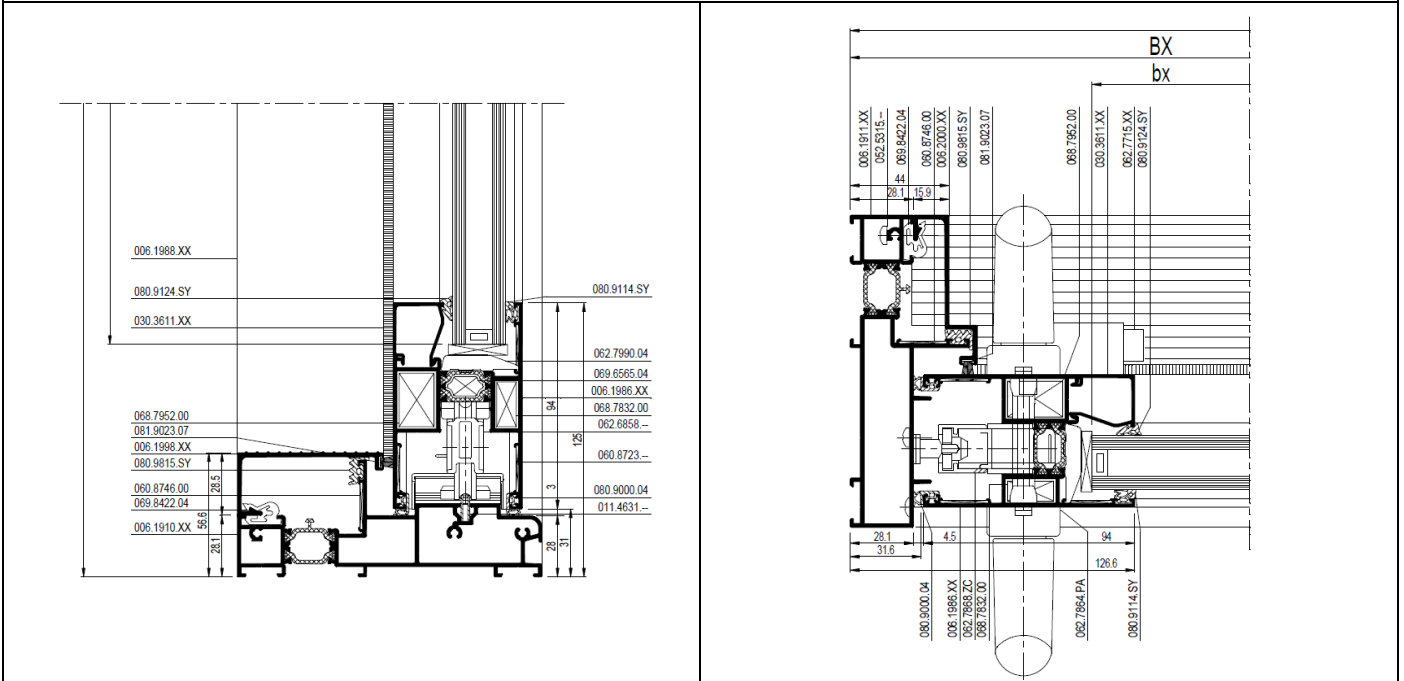 006.1988.XX
080.9124.SY
030.3611.XX
068.7952.00
081.9023.07
006.1998.XX
080.9815.SY
060.8746.00
069.8422.04
006.1910.XX
28.5
56.6
28.1
080.9114.SY
062.7990.04
069.6565.04
006.1986.XX
068.7832.00
062.6858.--
060.8723.--
080.9000.04
011.4631.--
94
125
3
28
31
BX
bx
006.1911.XX
052.5315.--
069.8422.04
060.8746.00
006.2000.XX
080.9815.SY
081.9023.07
068.7952.00
030.3611.XX
062.7715.XX
080.9124.SY
44
28.1
15.9
28.1
4.5
94
31.6
126.6
080.9000.04
006.1986.XX
062.7868.ZC
068.7832.00
062.7864.PA
080.9114.SY